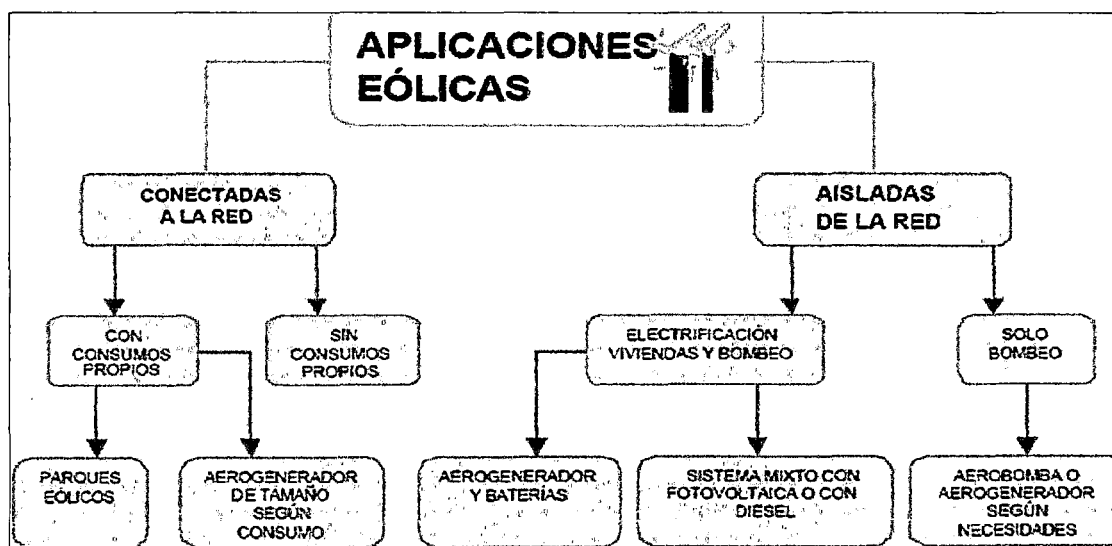 APLICACIONES
EÓLICAS
CONECTADAS
A LA RED
AISLADAS
DE LA RED
CON
CONSUMOS
PROPIOS
SIN
CONSUMOS
PROPIOS
ELECTRIFICACIÓN
VIVIENDAS Y BOMBEO
SOLO
BOMBEO
PARQUES
EÓLICOS
AEROGENERADOR
DE TAMAÑO
SEGÚN
CONSUMO
AEROGENERADOR
Y BATERÍAS
SISTEMA MIXTO CON
FOTOVOLTAICA O CON
DIESEL
AEROBOMBA O
AEROGENERADOR
SEGÚN
NECESIDADES